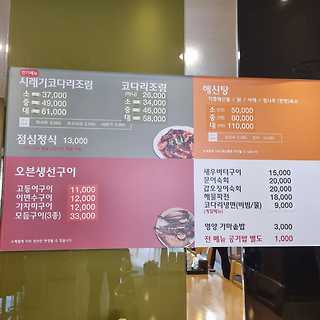 인기메뉴
시래기코다리조림
소 37,000
중 49,000
대 61,000
코다리조림
26,000
소 34,000
중 46,000
대 58,000
점심정식 13,000
해신탕
소 50,000
중 90,000
대 110,000
오븐생선구이
고등어구이 11,000
이면수구이 12,000
가자미구이 12,000
모듬구이(3종) 33,000
새우버터구이 15,000
문어숙회 20,000
갑오징어숙회 20,000
해물파전 18,000
코다리냉면(비빔/물) 9,000
(계절메뉴)
영양 가마솥밥 3,000
전 메뉴 공기밥 별도 1,000